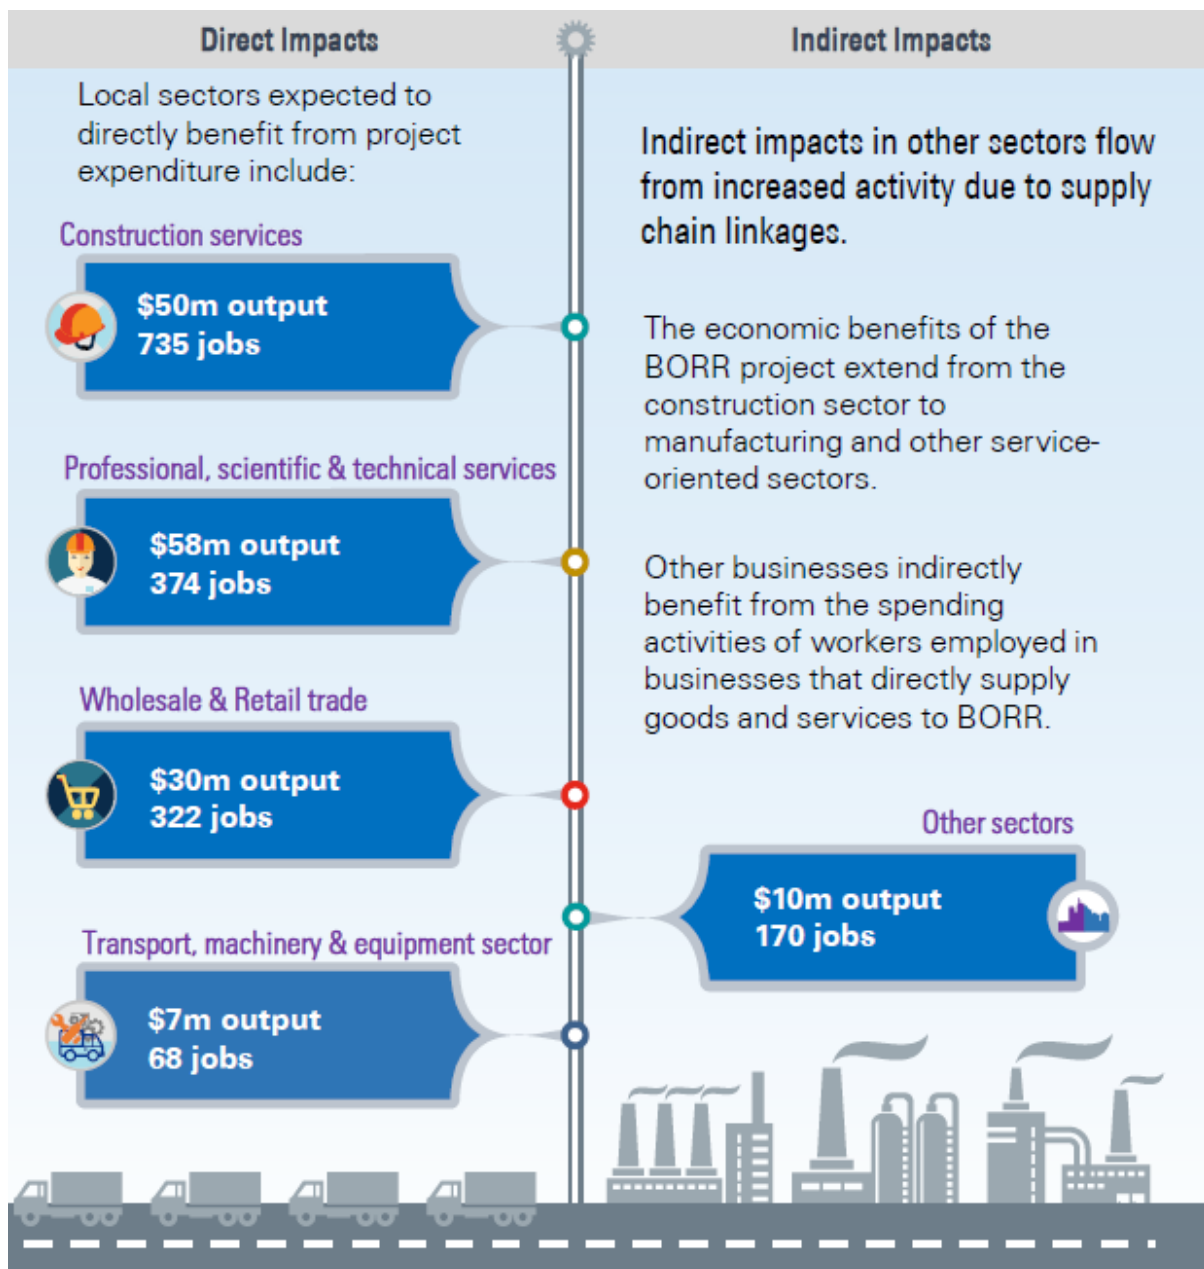 Direct Impacts
Local sectors expected to
directly benefit from project
expenditure include:
Construction services
$50m output
735 jobs
Professional, scientific & technical services
$58m output
374 jobs
Wholesale & Retail trade
$30m output
322 jobs
Transport, machinery & equipment sector
$7m output
68 jobs
Indirect Impacts
Indirect impacts in other sectors flow
from increased activity due to supply
chain linkages.
The economic benefits of the
BORR project extend from the
construction sector to
manufacturing and other service-
oriented sectors.
Other businesses indirectly
benefit from the spending
activities of workers employed in
businesses that directly supply
goods and services to BORR.
Other sectors
$10m output
170 jobs